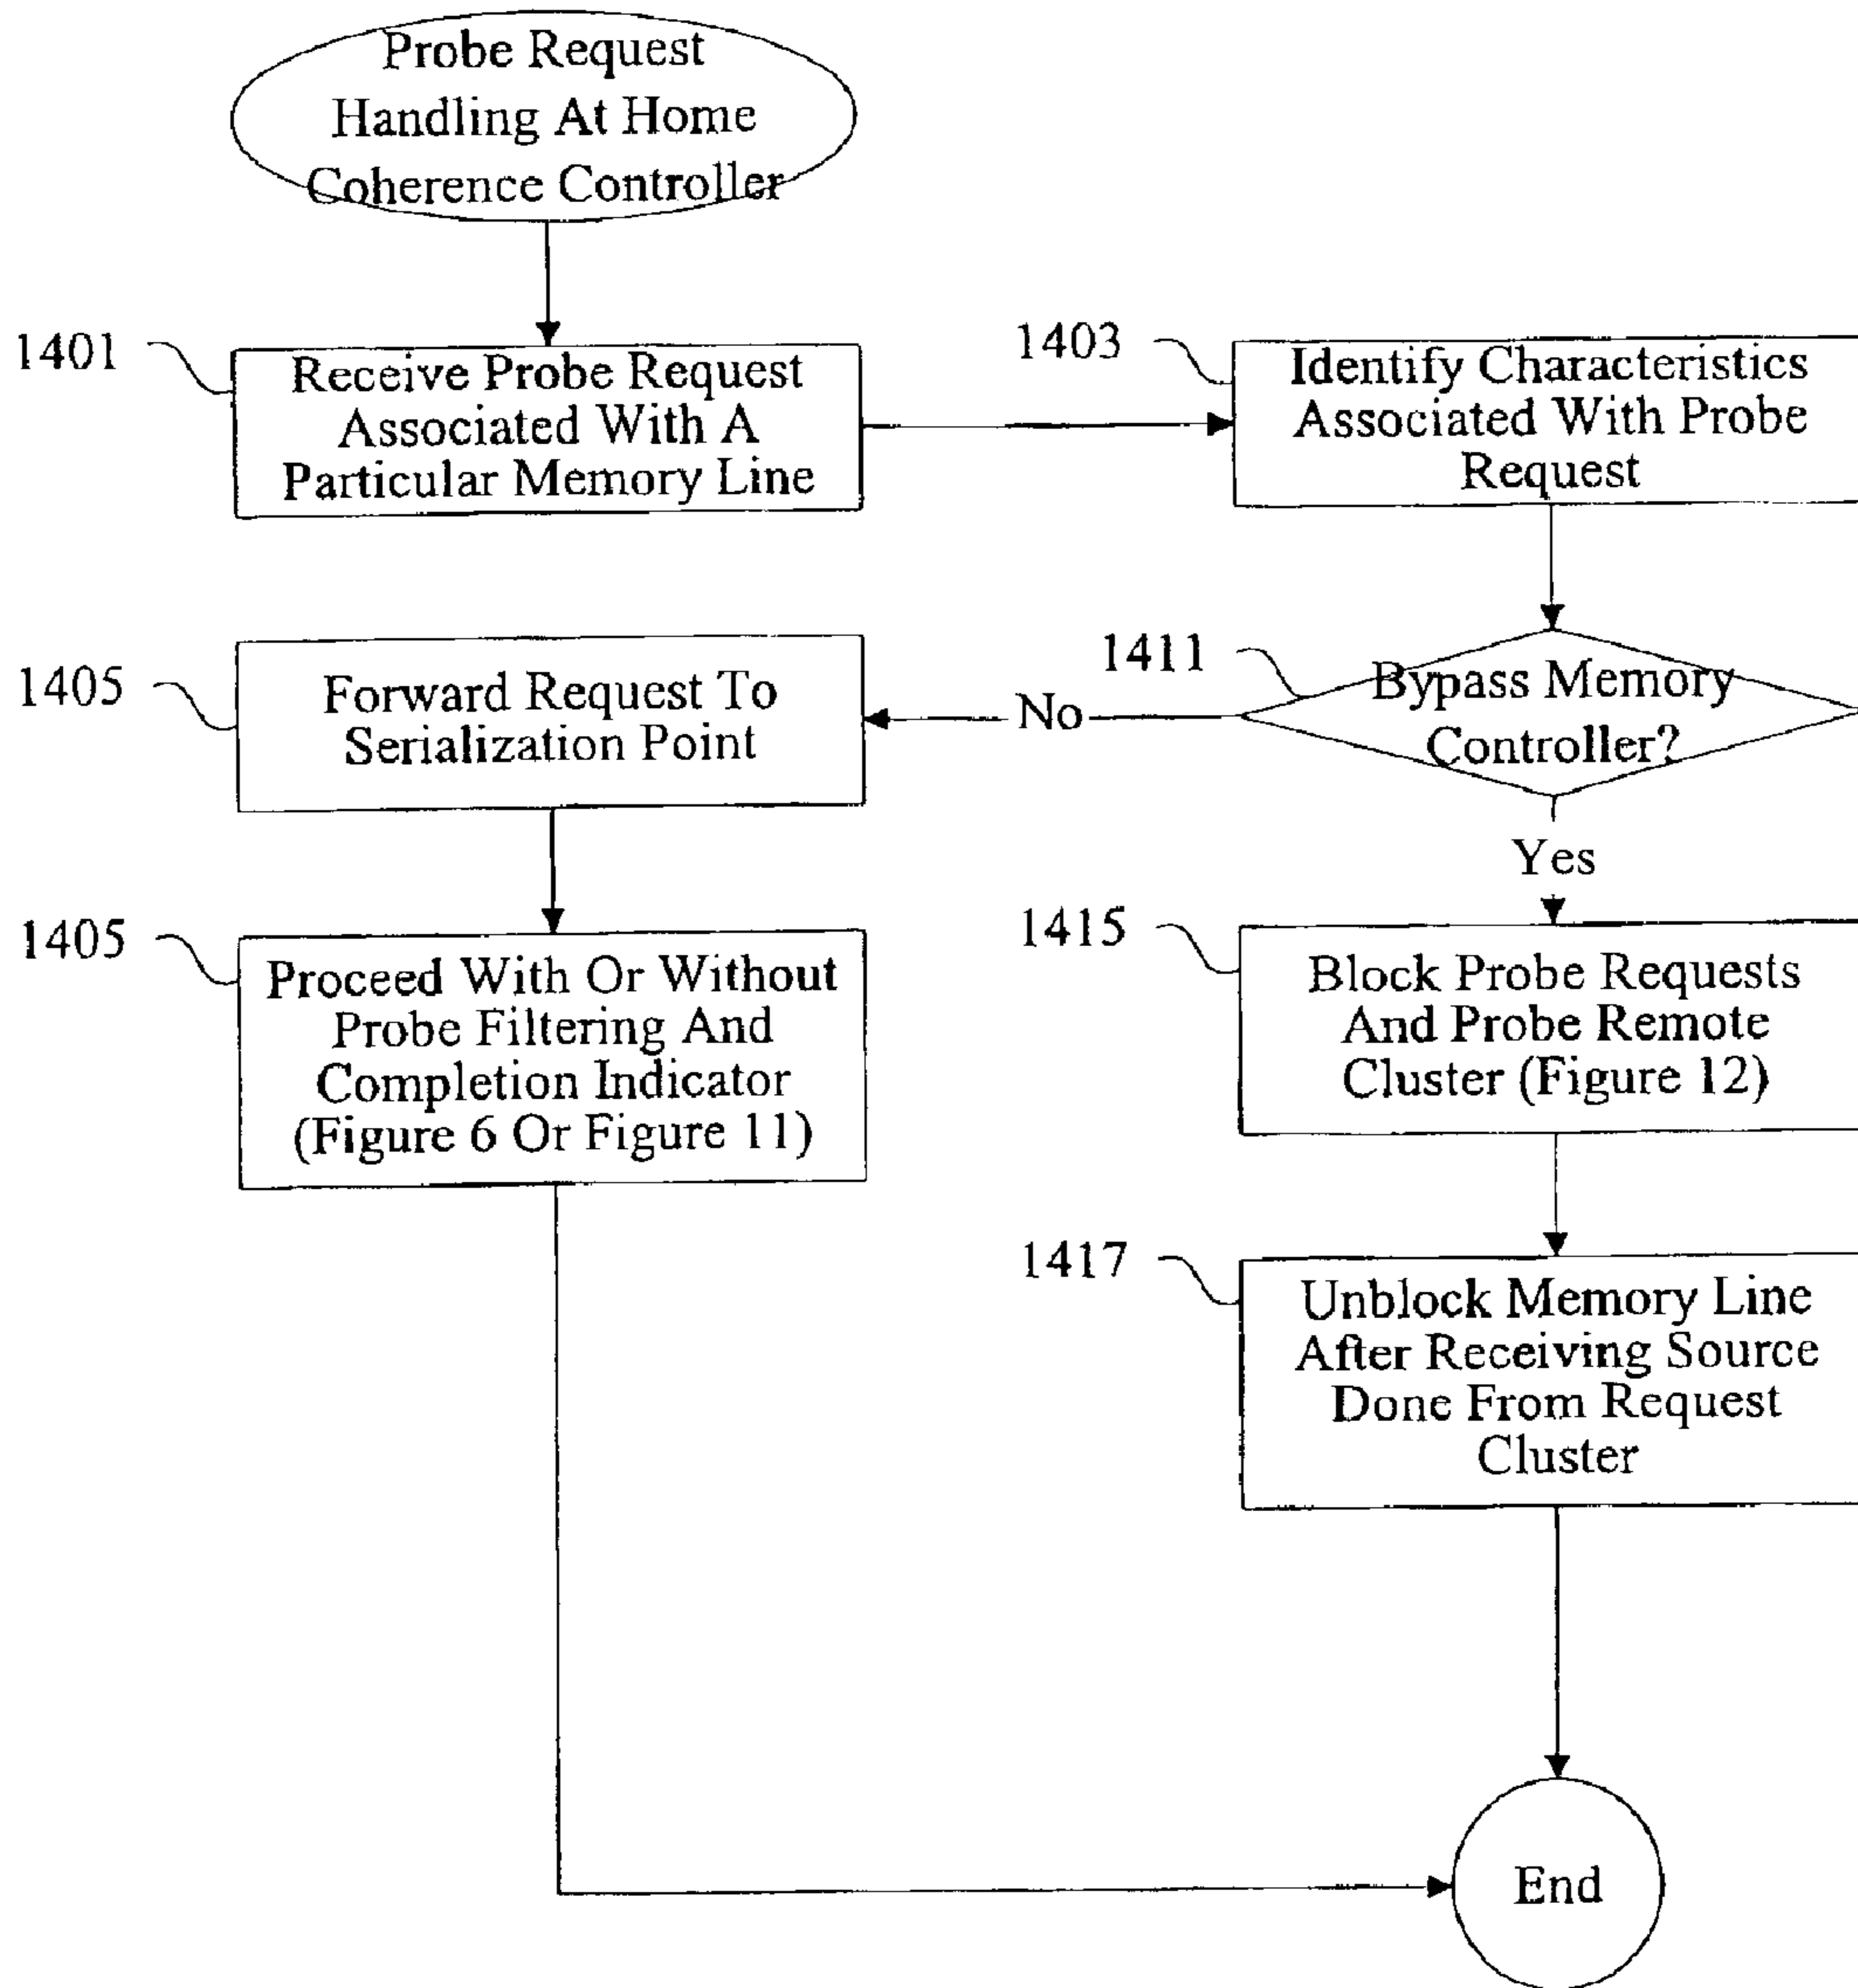 Probe Request
Handling At Home
Coherence Controller
1401
Receive Probe Request
Associated With A
Particular Memory Line
1403
Identify Characteristics
Associated With Probe
Request
1411
Bypass Memory
Controller?
No
1405
Forward Request To
Serialization Point
Yes
1405
Proceed With Or Without
Probe Filtering And
Completion Indicator
(Figure 6 Or Figure 11)
1415
Block Probe Requests
And Probe Remote
Cluster (Figure 12)
1417
Unblock Memory Line
After Receiving Source
Done From Request
Cluster
End